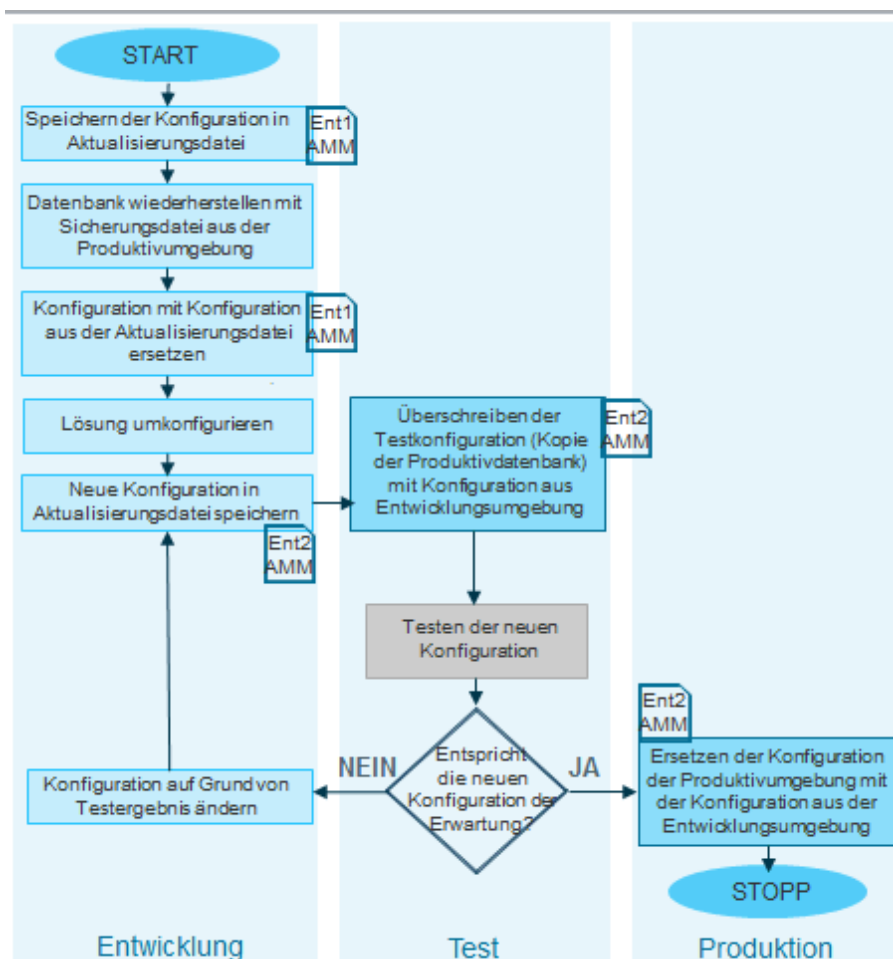 START
Speichern der Konfiguration in
Aktualisierungsdatei
Ent1
AMM
Datenbank wiederherstellen mit
Sicherungsdatei aus der
Produktivumgebung
Konfiguration mit Konfiguration
aus der Aktualisierungsdatei
ersetzen
Ent1
AMM
Lösung umkonfigurieren
Neue Konfiguration in
Aktualisierungsdatei speichern
Ent2
AMM
Überschreiben der
Testkonfiguration (Kopie
der Produktivdatenbank)
mit Konfiguration aus
Entwicklungsumgebung
Ent2
AMM
Testen der neuen
Konfiguration
Entspricht
die neuen
Konfiguration der
Erwartung?
NEIN
JA
Konfiguration auf Grund von
Testergebnis ändern
Ent2
AMM
Ersetzen der Konfiguration
der Produktivumgebung mit
der Konfiguration aus der
Entwicklungsumgebung
STOPP
Entwicklung
Test
Produktion